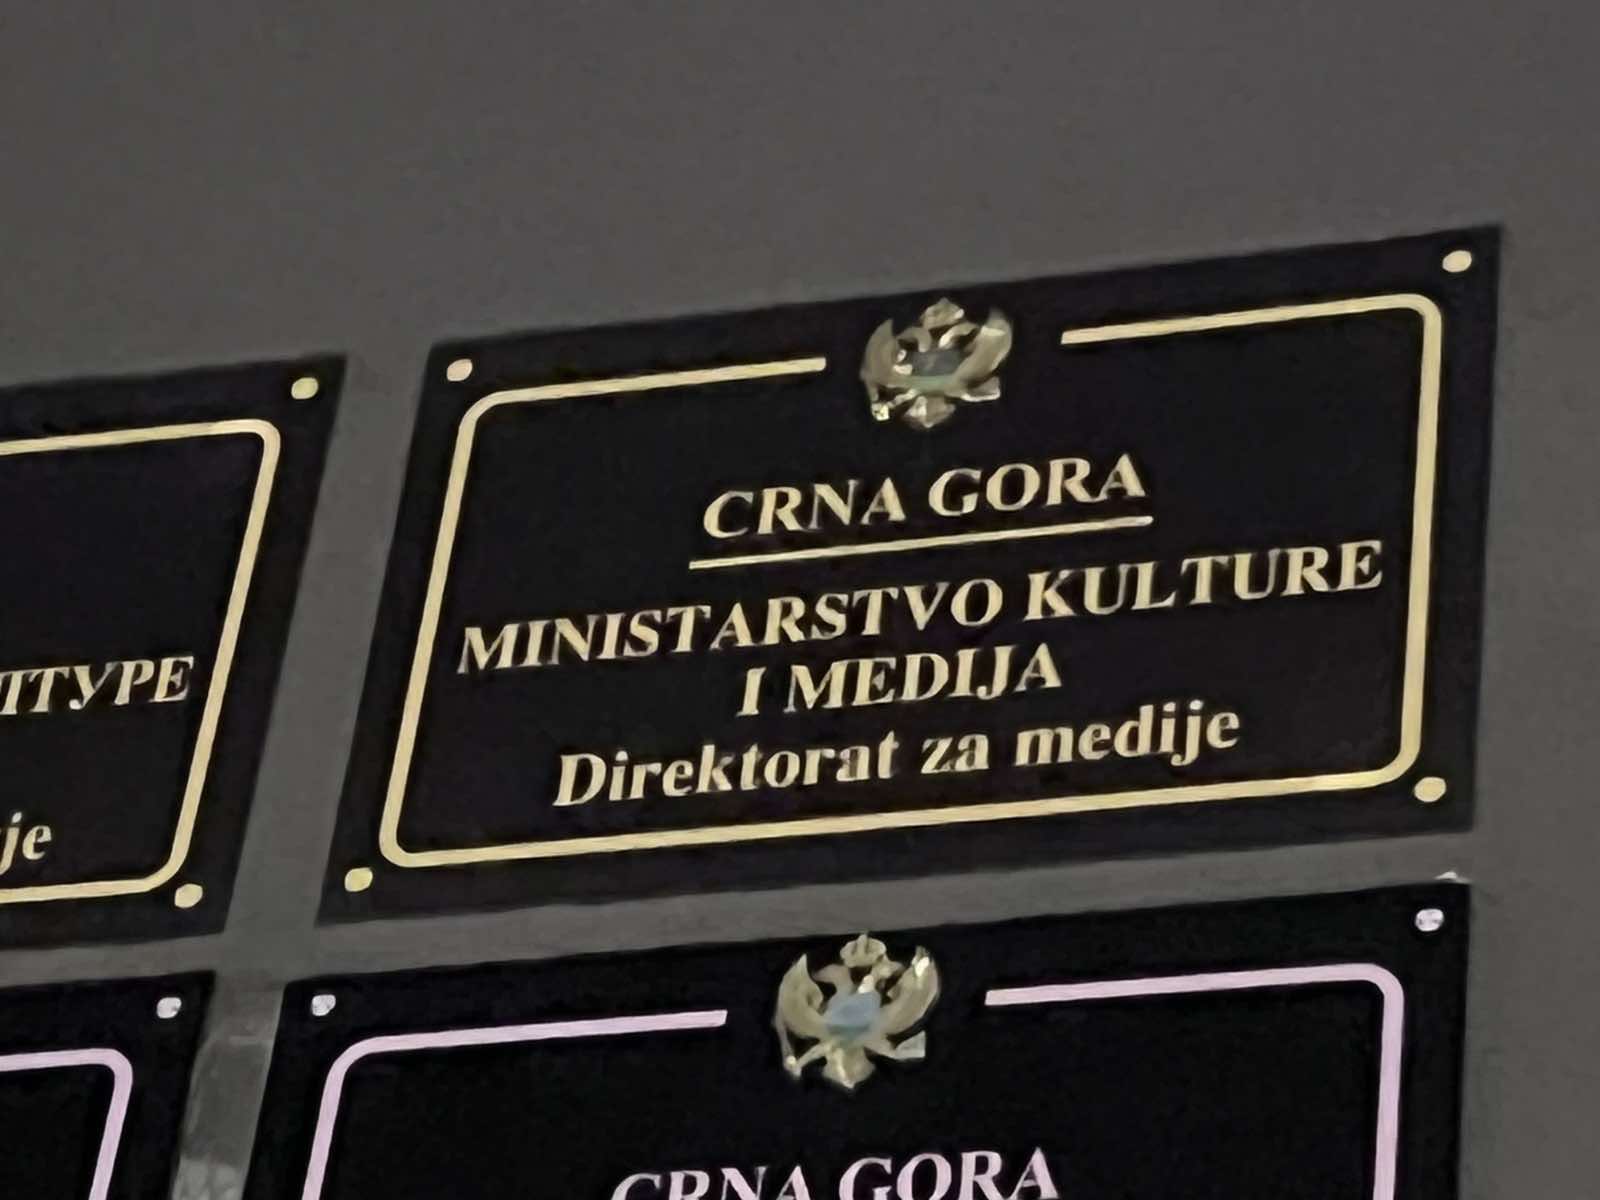 CRNA GORA
MINISTARSTVO KULTURE
I MEDIJA
Direktorat za medije
CRNA GORA